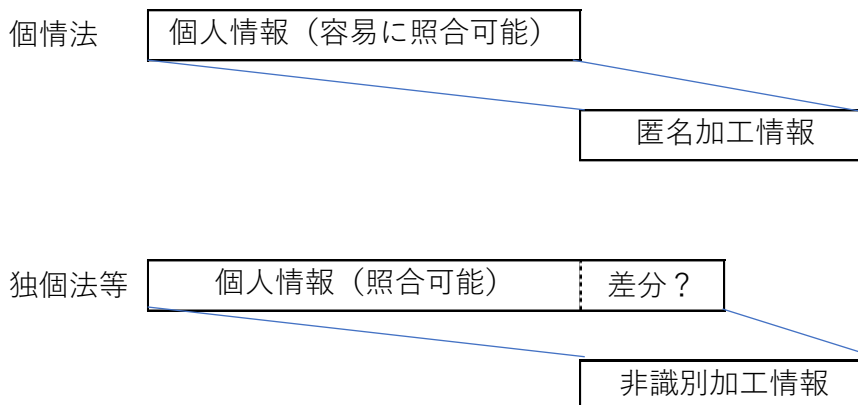 個情法 個人情報（容易に照合可能）
匿名加工情報
独個法等 個人情報（照合可能） 差分？
非識別加工情報